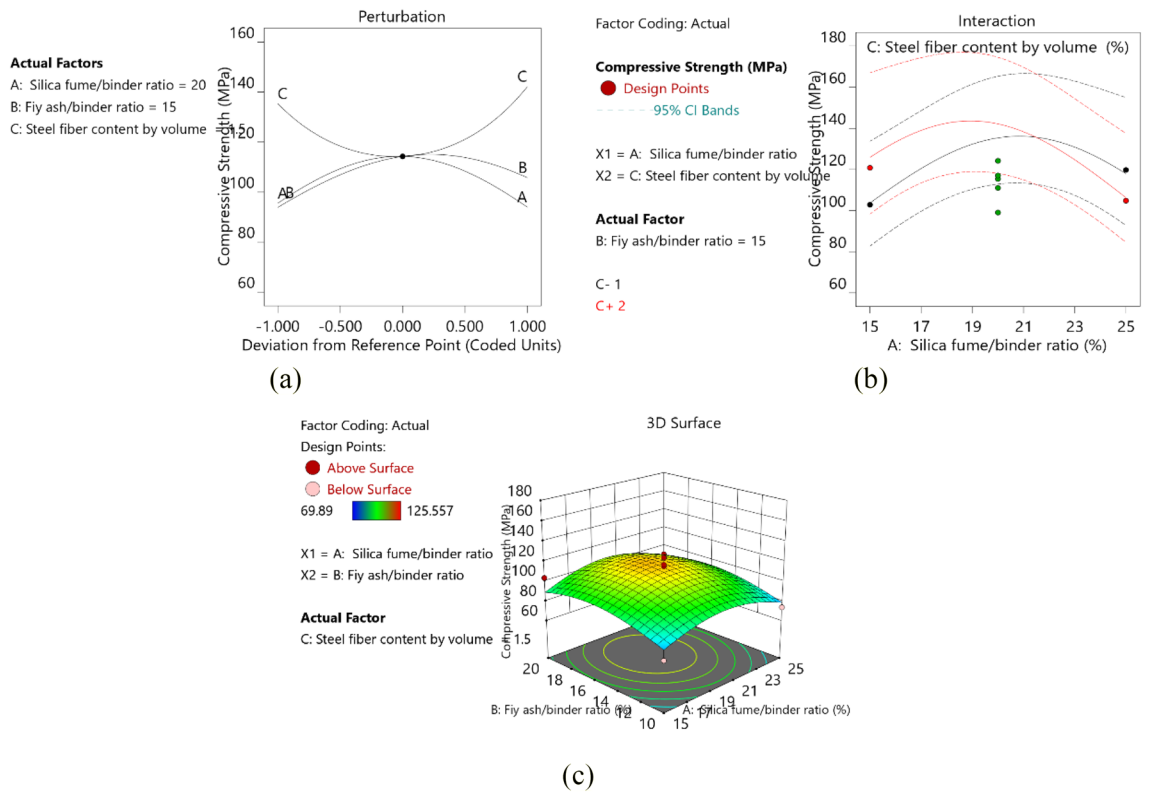 Perturbation
Actual Factors
A: Silica fume/binder ratio = 20
B: Fiy ash/binder ratio = 15
C: Steel fiber content by volume
Compressive Strength (MPa)
160
140
120
100
80
60
C
C
B
A
A
B
-1.000 -0.500 0.000 0.500 1.000
Deviation from Reference Point (Coded Units)
(a)
Factor Coding: Actual
Compressive Strength (MPa)
Design Points
95% CI Bands
X1 = A: Silica fume/binder ratio
X2 = C: Steel fiber content by volume
Actual Factor
B: Fiy ash/binder ratio = 15
C- 1
C+ 2
Interaction
C: Steel fiber content by volume (%)
Compressive Strength (MPa)
180
160
140
120
100
80
60
15 17 19 21 23 25
A: Silica fume/binder ratio (%)
(b)
Factor Coding: Actual
Design Points:
Above Surface
Below Surface
69.89 125.557
X1 = A: Silica fume/binder ratio
X2 = B: Fiy ash/binder ratio
Actual Factor
C: Steel fiber content by volume
1.5
3D Surface
Compressive Strength (MPa)
180
160
140
120
100
80
60
20
18
16
14
12
10
15
17
19
21
23
25
B: Fiy ash/binder ratio (%)
A: Silica fume/binder ratio (%)
(c)